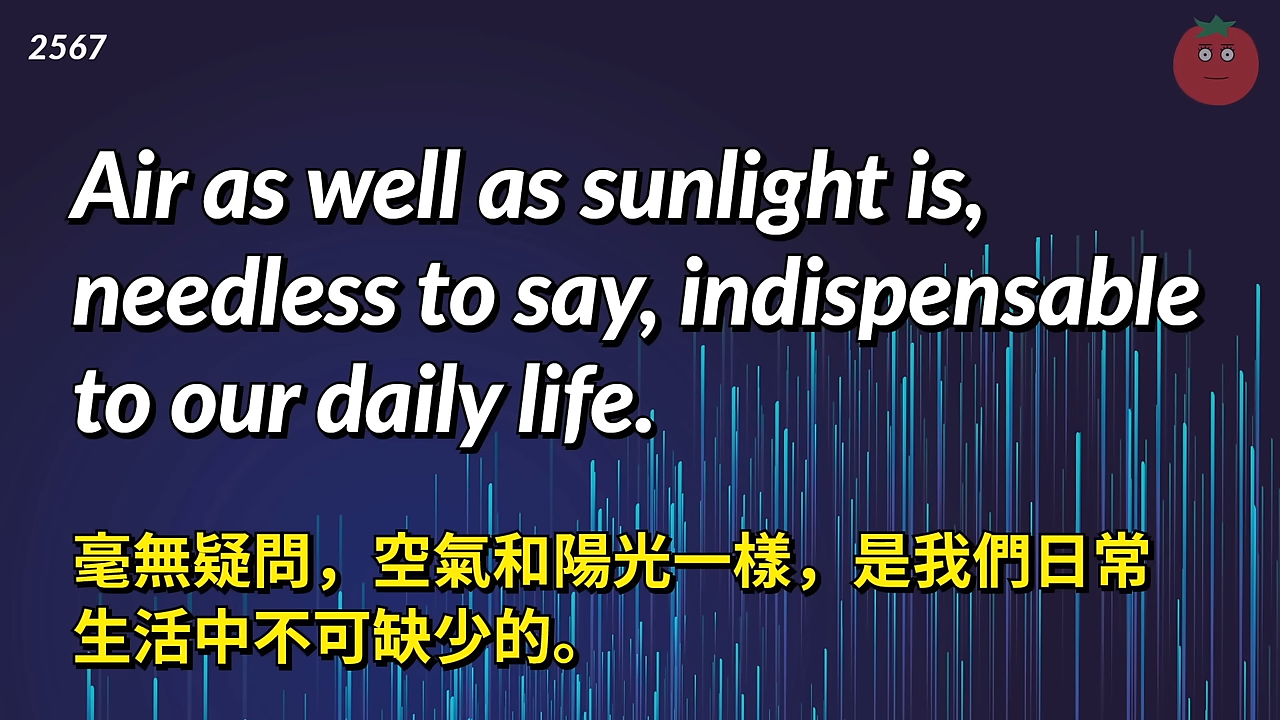 2567
Air as well as sunlight is,
needless to say, indispensable
to our daily life.
毫無疑問，空氣和陽光一樣，是我們日常
生活中不可缺少的。